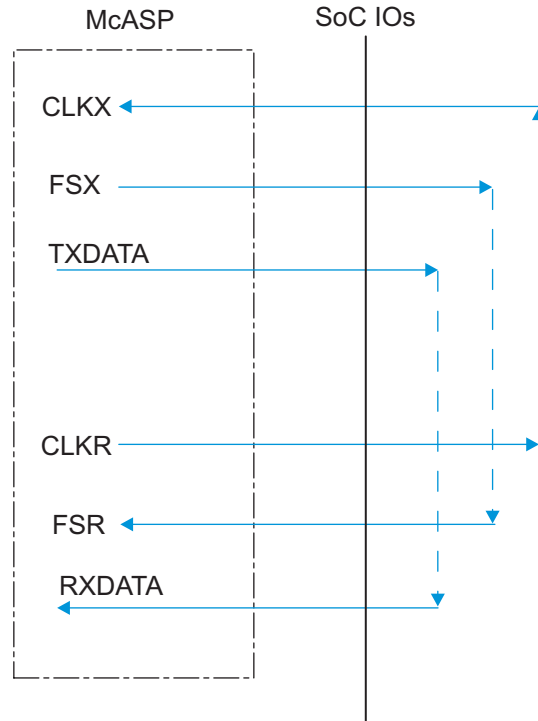 McASP
SoC IOs
CLKX
FSX
TXDATA
CLKR
FSR
RXDATA